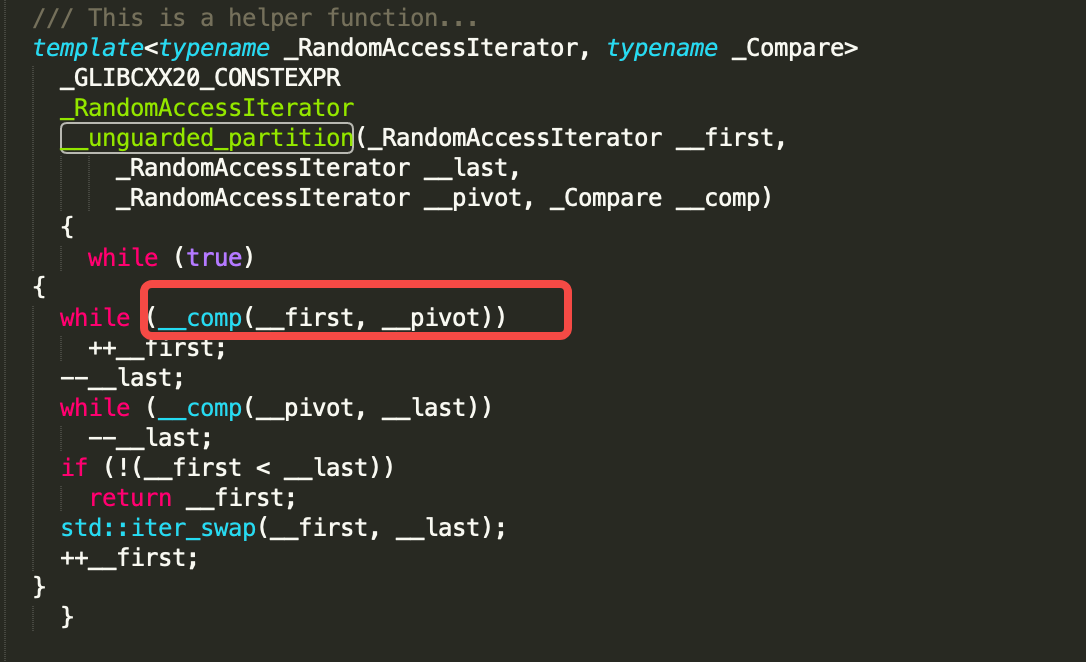 /// This is a helper function...
template<typename _RandomAccessIterator, typename _Compare>
_GLIBCXX20_CONSTEXPR
_RandomAccessIterator
__unguarded_partition(_RandomAccessIterator __first,
_RandomAccessIterator __last,
_RandomAccessIterator __pivot, _Compare __comp)
{
while (true)
{
while (__comp(__first, __pivot))
++__first;
--__last;
while (__comp(__pivot, __last))
--__last;
if (!(__first < __last))
return __first;
std::iter_swap(__first, __last);
++__first;
}
}